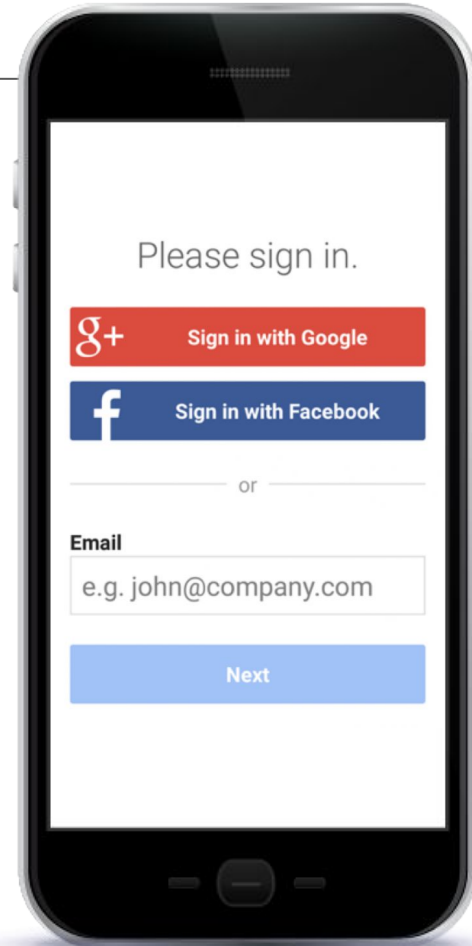 Please sign in.
g+ Sign in with Google
f Sign in with Facebook
or
Email
e.g. john@company.com
Next